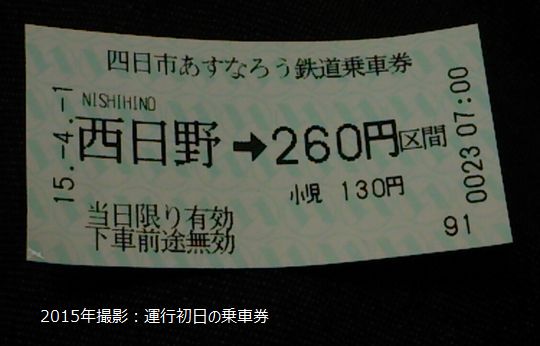 四日市あすなろう鉄道乗車券
NISHIHINO
西日野➡260円区間
小児 130円
当日限り有効
下車前途無効
15.-4.-1
0023 07:00
91
2015年撮影：運行初日の乗車券